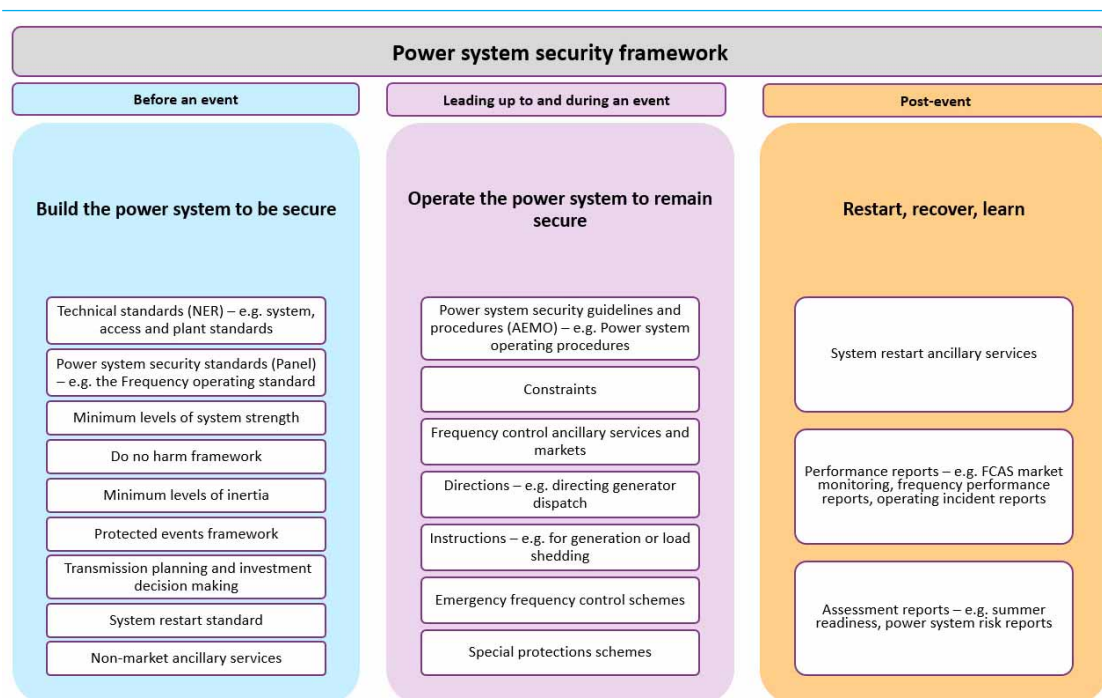 Power system security framework
Before an event
Leading up to and during an event
Post-event
Build the power system to be secure
Technical standards (NER) – e.g. system,
access and plant standards
Power system security standards (Panel)
– e.g. the Frequency operating standard
Minimum levels of system strength
Do no harm framework
Minimum levels of inertia
Protected events framework
Transmission planning and investment
decision making
System restart standard
Non-market ancillary services
Operate the power system to remain
secure
Power system security guidelines and
procedures (AEMO) – e.g. Power system
operating procedures
Constraints
Frequency control ancillary services and
markets
Directions – e.g. directing generator
dispatch
Instructions – e.g. for generation or load
shedding
Emergency frequency control schemes
Special protections schemes
Restart, recover, learn
System restart ancillary services
Performance reports – e.g. FCAS market
monitoring, frequency performance
reports, operating incident reports
Assessment reports – e.g. summer
readiness, power system risk reports